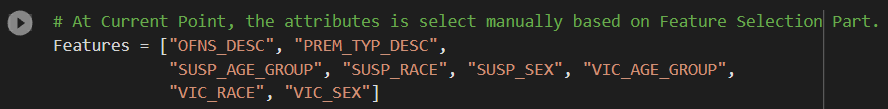 # At Current Point, the attributes is select manually based on Feature Selection Part.
Features = ["OFNS_DESC", "PREM_TYP_DESC",
"SUSP_AGE_GROUP", "SUSP_RACE", "SUSP_SEX", "VIC_AGE_GROUP",
"VIC_RACE", "VIC_SEX"]